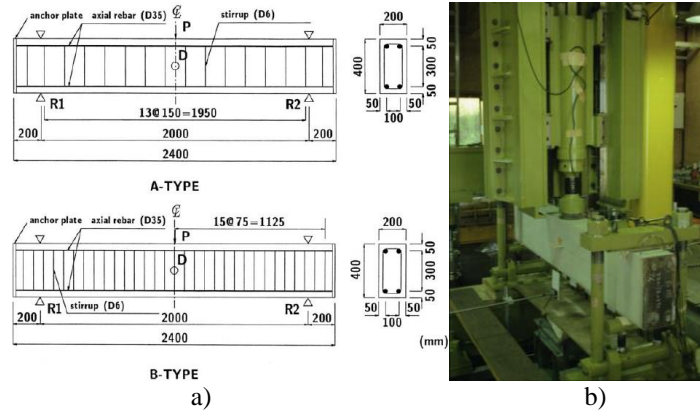 ℄
anchor plate axial rebar (D35) P stirrup (D6) 200
D
400
50
300
50
R1 R2
13@150=1950
50 50
100
200 2000 200
2400
A-TYPE
℄
anchor plate axial rebar (D35) 15@75=1125 200
P
D
400
50
300
50
R1 stirrup (D6) R2
50 50
100
200 2000 200
(mm)
2400
B-TYPE
a) b)